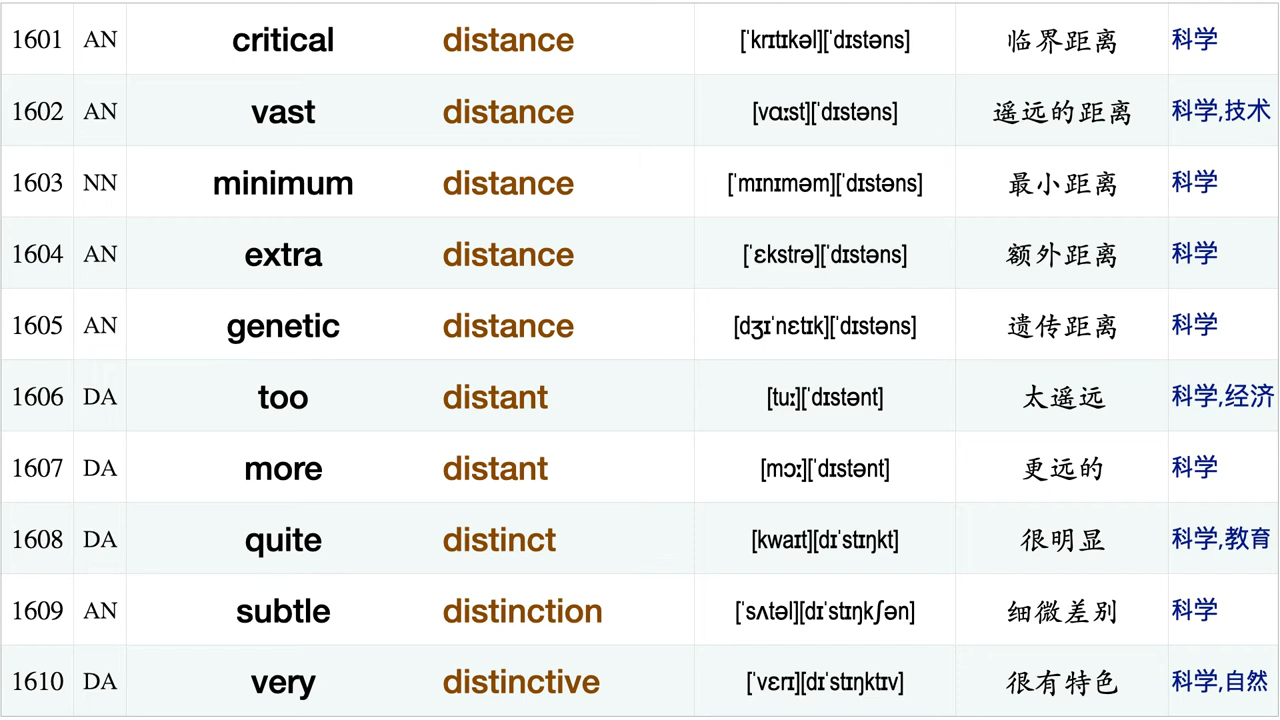 1601 AN critical distance [ˈkrɪtɪkəl][ˈdɪstəns] 临界距离 科学
1602 AN vast distance [vɑːst][ˈdɪstəns] 遥远的距离 科学,技术
1603 NN minimum distance [ˈmɪnɪməm][ˈdɪstəns] 最小距离 科学
1604 AN extra distance [ˈɛkstrə][ˈdɪstəns] 额外距离 科学
1605 AN genetic distance [dʒɪˈnɛtɪk][ˈdɪstəns] 遗传距离 科学
1606 DA too distant [tuː][ˈdɪstənt] 太遥远 科学,经济
1607 DA more distant [mɔː][ˈdɪstənt] 更远的 科学
1608 DA quite distinct [kwaɪt][dɪˈstɪŋkt] 很明显 科学,教育
1609 AN subtle distinction [ˈsʌtəl][dɪˈstɪŋkʃən] 细微差别 科学
1610 DA very distinctive [ˈvɛrɪ][dɪˈstɪŋktɪv] 很有特色 科学,自然